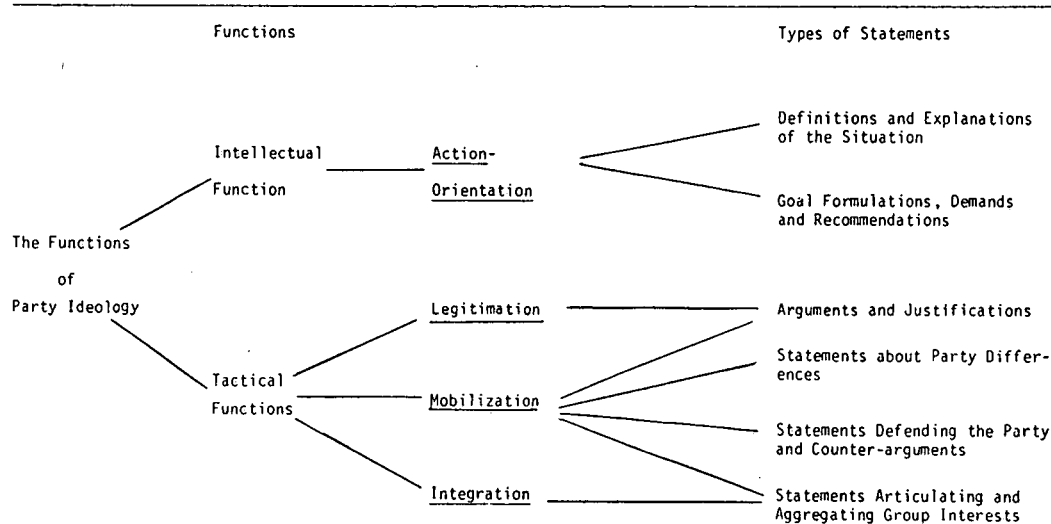 Functions
Types of Statements
Definitions and Explanations
of the Situation
Intellectual
Function
Action-
Orientation
Goal Formulations, Demands
and Recommendations
The Functions
of
Party Ideology
Legitimation
Arguments and Justifications
Statements about Party Differ-
ences
Tactical
Functions
Mobilization
Statements Defending the Party
and Counter-arguments
Integration
Statements Articulating and
Aggregating Group Interests